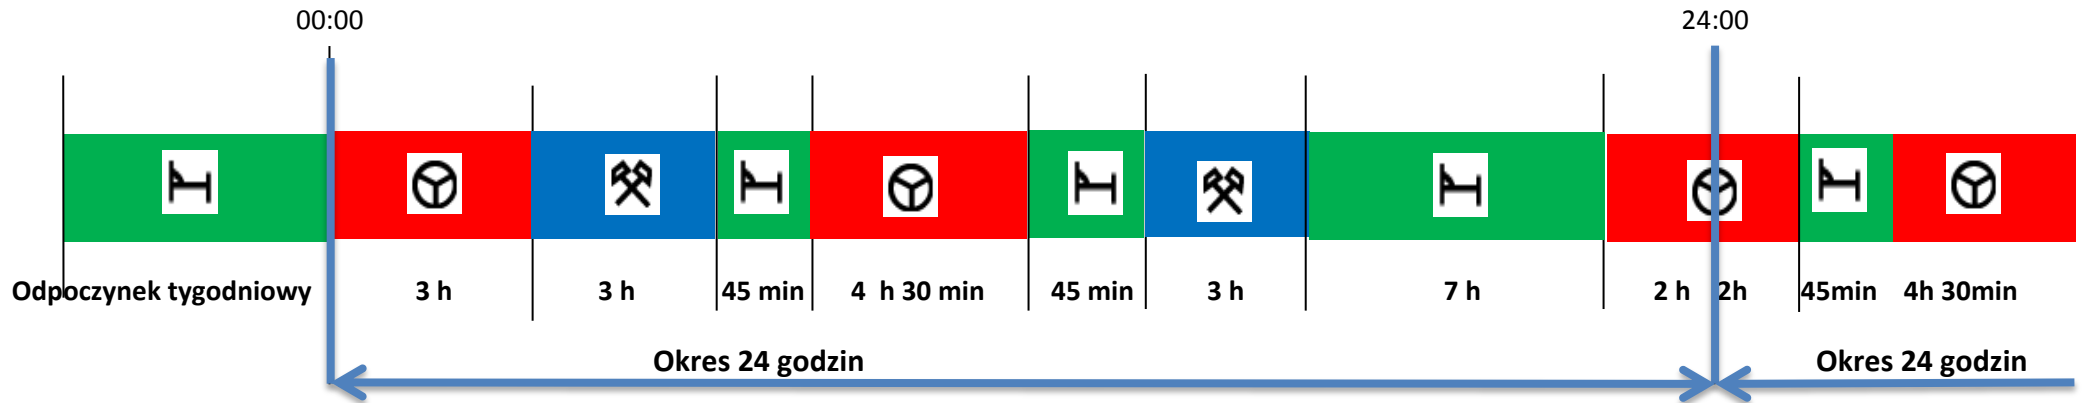 00:00 24:00
Odpoczynek tygodniowy 3 h 3 h 45 min 4 h 30 min 45 min 3 h 7 h 2 h 2h 45min 4h 30min
Okres 24 godzin Okres 24 godzin